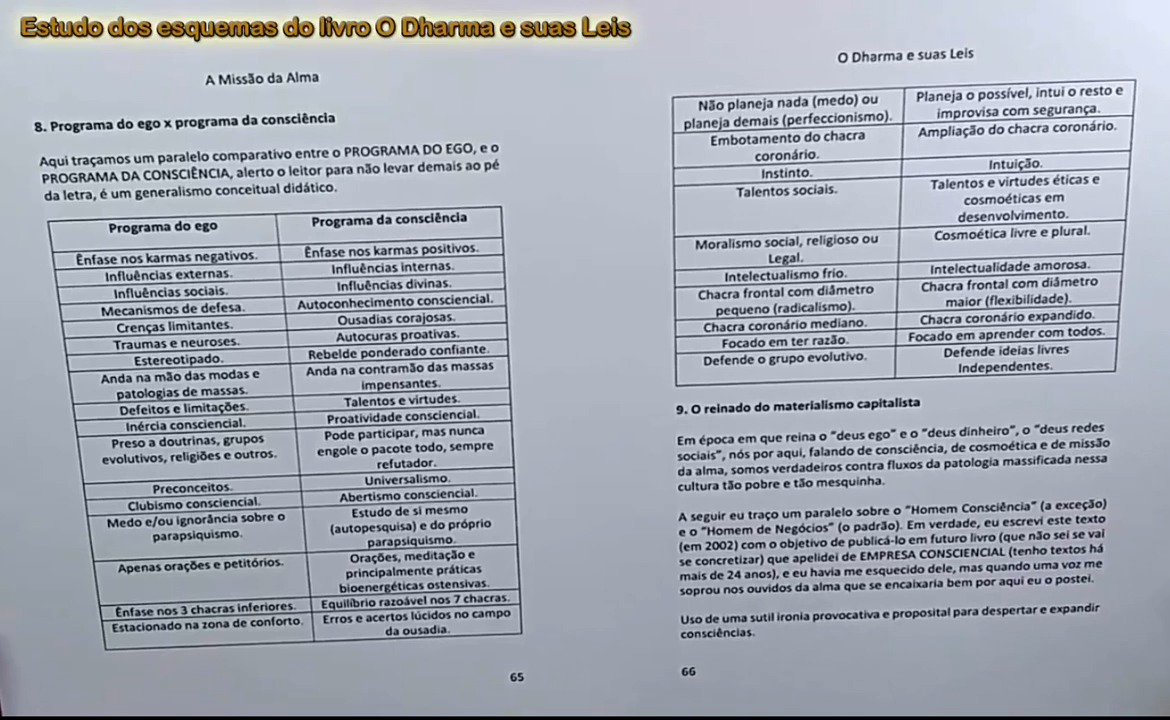 Estudo dos esquemas do livro O Dharma e suas Leis
A Missão da Alma
8. Programa do ego x programa da consciência
Aqui traçamos um paralelo comparativo entre o PROGRAMA DO EGO, e o
PROGRAMA DA CONSCIÊNCIA, alerto o leitor para não levar demais ao pé
da letra, é um generalismo conceitual didático.
Programa do ego
Programa da consciência
Ênfase nos karmas negativos.
Ênfase nos karmas positivos.
Influências externas.
Influências internas.
Influências sociais.
Influências divinas.
Mecanismos de defesa.
Autoconhecimento consciencial.
Crenças limitantes.
Ousadias corajosas.
Traumas e neuroses.
Autocuras proativas.
Estereotipado.
Rebelde ponderado confiante.
Anda na mão das modas e
patologias de massas.
Anda na contramão das massas
impensantes.
Defeitos e limitações.
Talentos e virtudes.
Inércia consciencial.
Proatividade consciencial.
Preso a doutrinas, grupos
evolutivos, religiões e outros.
Pode participar, mas nunca
engole o pacote todo, sempre
refutador.
Preconceitos.
Universalismo.
Clubismo consciencial.
Abertismo consciencial.
Medo e/ou ignorância sobre o
parapsiquismo.
Estudo de si mesmo
(autopesquisa) e do próprio
parapsiquismo.
Apenas orações e petitórios.
Orações, meditação e
principalmente práticas
bioenergéticas ostensivas.
Ênfase nos 3 chacras inferiores.
Equilíbrio razoável nos 7 chacras.
Estacionado na zona de conforto.
Erros e acertos lúcidos no campo
da ousadia.
65
O Dharma e suas Leis
Não planeja nada (medo) ou
planeja demais (perfeccionismo).
Planeja o possível, intui o resto e
improvisa com segurança.
Embotamento do chacra
coronário.
Ampliação do chacra coronário.
Instinto.
Intuição.
Talentos sociais.
Talentos e virtudes éticas e
cosmoéticas em
desenvolvimento.
Moralismo social, religioso ou
Legal.
Cosmoética livre e plural.
Intelectualismo frio.
Intelectualidade amorosa.
Chacra frontal com diâmetro
pequeno (radicalismo).
Chacra frontal com diâmetro
maior (flexibilidade).
Chacra coronário mediano.
Chacra coronário expandido.
Focado em ter razão.
Focado em aprender com todos.
Defende o grupo evolutivo.
Defende ideias livres
Independentes.
9. O reinado do materialismo capitalista
Em época em que reina o "deus ego" e o "deus dinheiro", o "deus redes
sociais", nós por aqui, falando de consciência, de cosmoética e de missão
da alma, somos verdadeiros contra fluxos da patologia massificada nessa
cultura tão pobre e tão mesquinha.
A seguir eu traço um paralelo sobre o "Homem Consciência" (a exceção)
e o "Homem de Negócios" (o padrão). Em verdade, eu escrevi este texto
(em 2002) com o objetivo de publicá-lo em futuro livro (que não sei se vai
se concretizar) que apelidei de EMPRESA CONSCIENCIAL (tenho textos há
mais de 24 anos), e eu havia me esquecido dele, mas quando uma voz me
soprou nos ouvidos da alma que se encaixaria bem por aqui eu o postei.
Uso de uma sutil ironia provocativa e proposital para despertar e expandir
consciências.
66